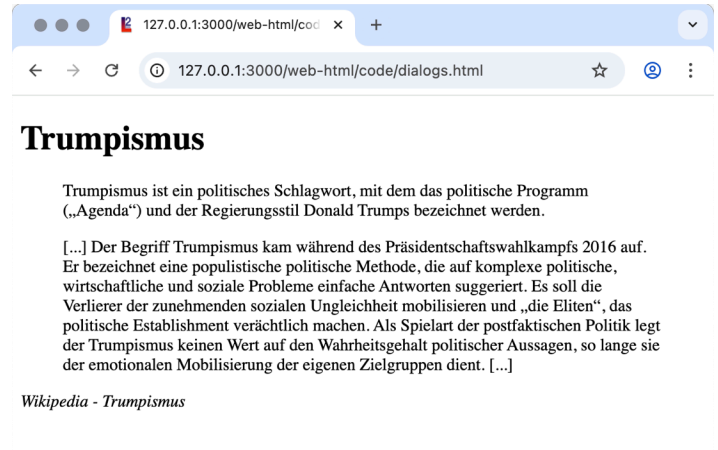 127.0.0.1:3000/web-html/cod
127.0.0.1:3000/web-html/code/dialogs.html
Trumpismus
Trumpismus ist ein politisches Schlagwort, mit dem das politische Programm
(„Agenda“) und der Regierungsstil Donald Trumps bezeichnet werden.
[...] Der Begriff Trumpismus kam während des Präsidentschaftswahlkampfs 2016 auf.
Er bezeichnet eine populistische politische Methode, die auf komplexe politische,
wirtschaftliche und soziale Probleme einfache Antworten suggeriert. Es soll die
Verlierer der zunehmenden sozialen Ungleichheit mobilisieren und „die Eliten“, das
politische Establishment verächtlich machen. Als Spielart der postfaktischen Politik legt
der Trumpismus keinen Wert auf den Wahrheitsgehalt politischer Aussagen, so lange sie
der emotionalen Mobilisierung der eigenen Zielgruppen dient. [...]
Wikipedia - Trumpismus